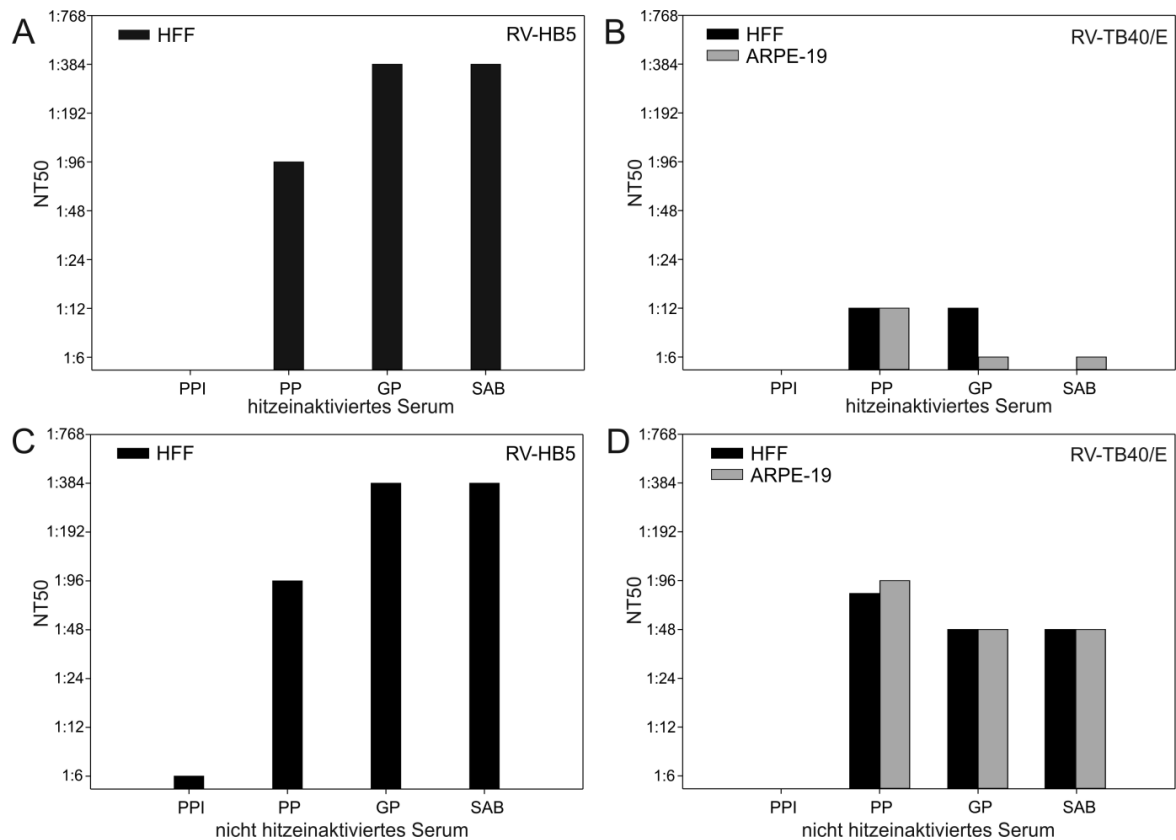 A
1:768
HFF
RV-HB5
1:384
1:192
1:96
1:48
1:24
1:12
1:6
NT50
PPI PP GP SAB
hitzeinaktiviertes Serum
B
1:768
HFF
ARPE-19
RV-TB40/E
1:384
1:192
1:96
1:48
1:24
1:12
1:6
NT50
PPI PP GP SAB
hitzeinaktiviertes Serum
C
1:768
HFF
RV-HB5
1:384
1:192
1:96
1:48
1:24
1:12
1:6
NT50
PPI PP GP SAB
nicht hitzeinaktiviertes Serum
D
1:768
HFF
ARPE-19
RV-TB40/E
1:384
1:192
1:96
1:48
1:24
1:12
1:6
NT50
PPI PP GP SAB
nicht hitzeinaktiviertes Serum